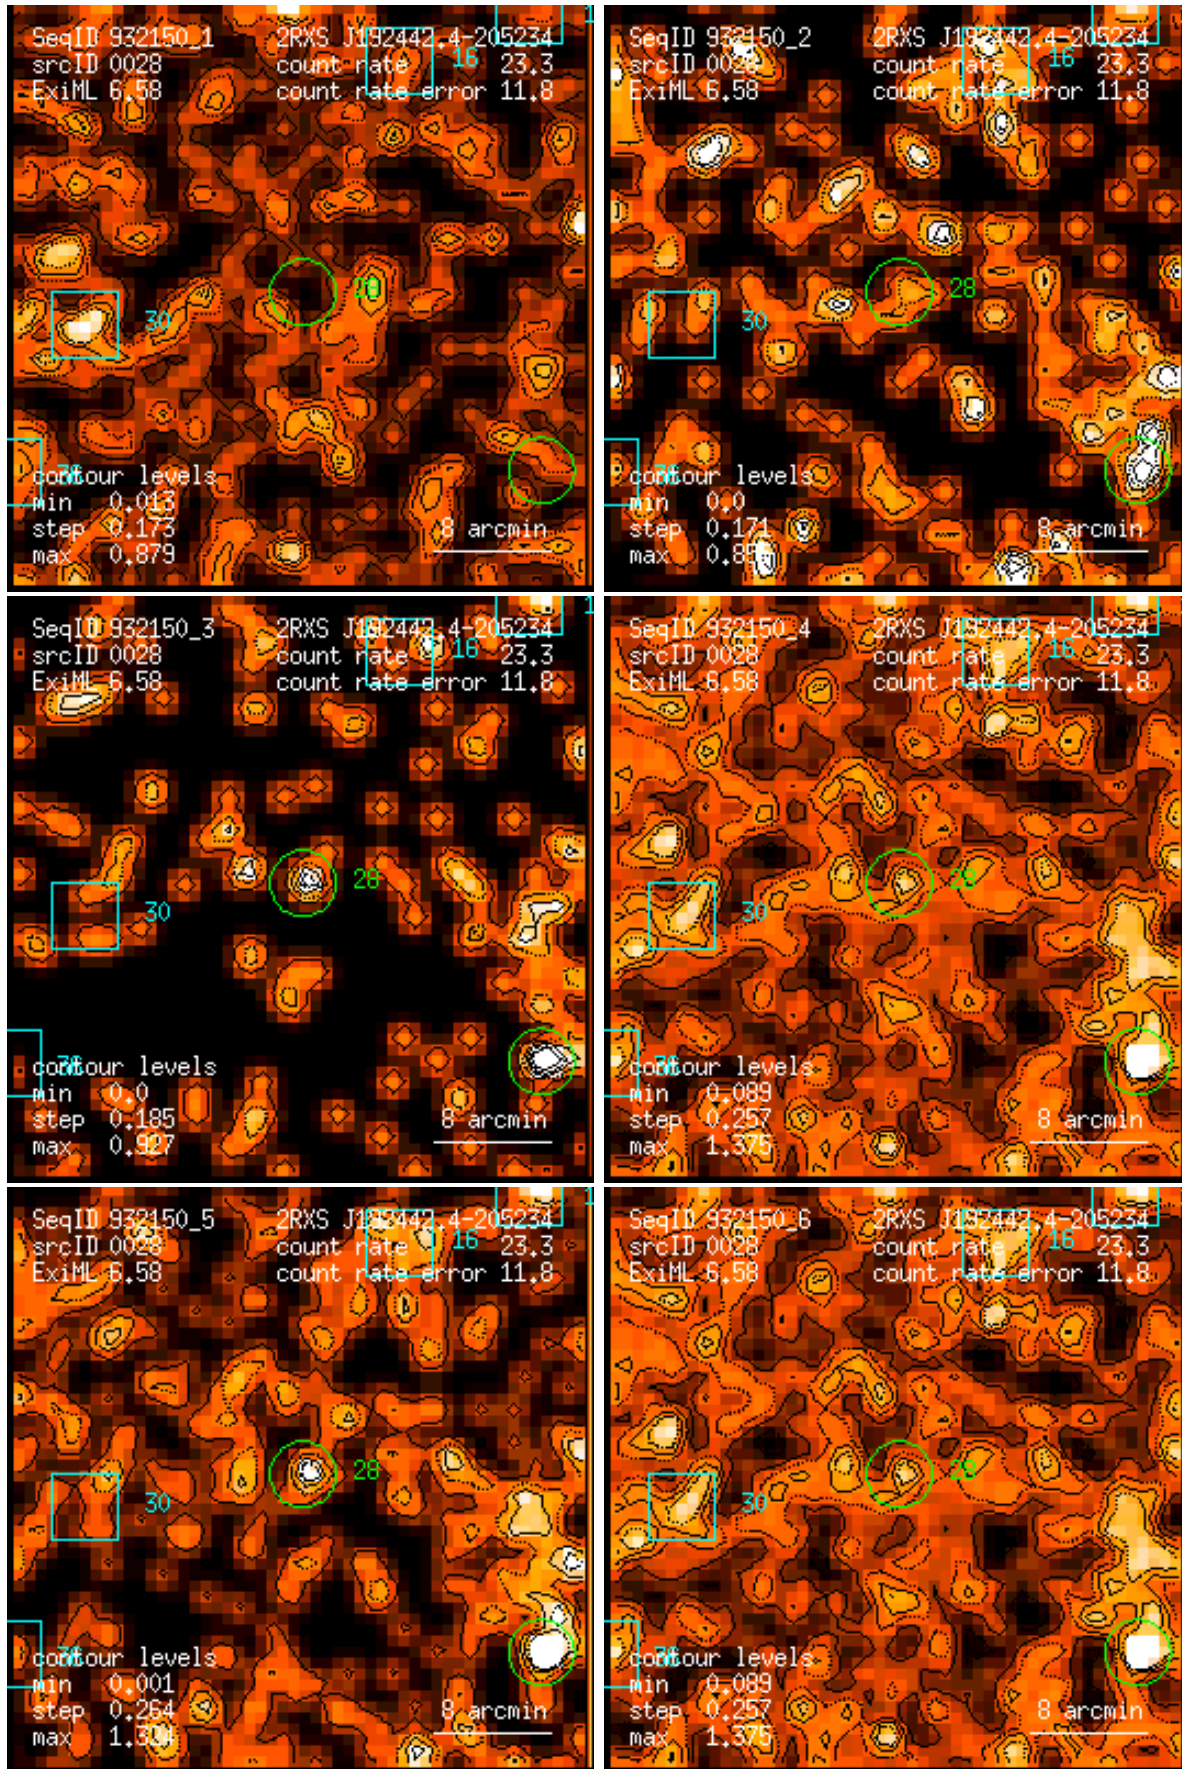 SeqID 932150_1 2RXS J192442.4-205234
srcID 0028 count rate 23.3
ExiML 6.58 count rate error 11.8
16
28
30
contour levels
min 0.013
step 0.173
max 0.879
8 arcmin
SeqID 932150_2 2RXS J192442.4-205234
srcID 0028 count rate 23.3
ExiML 6.58 count rate error 11.8
16
28
30
contour levels
min 0.0
step 0.171
8 arcmin
SeqID 932150_3 2RXS J192442.4-205234
srcID 0028 count rate 23.3
ExiML 6.58 count rate error 11.8
16
28
30
contour levels
min 0.0
step 0.185
max 0.927
8 arcmin
SeqID 932150_4 2RXS J192442.4-205234
srcID 0028 count rate 23.3
ExiML 6.58 count rate error 11.8
16
28
30
contour levels
min 0.089
step 0.257
max 1.375
8 arcmin
SeqID 932150_5 2RXS J192442.4-205234
srcID 0028 count rate 23.3
ExiML 6.58 count rate error 11.8
16
28
30
contour levels
min 0.001
step 0.264
max
8 arcmin
SeqID 932150_6 2RXS J192442.4-205234
srcID 0028 count rate 23.3
ExiML 6.58 count rate error 11.8
16
28
30
contour levels
min 0.089
step 0.257
max 1.375
8 arcmin